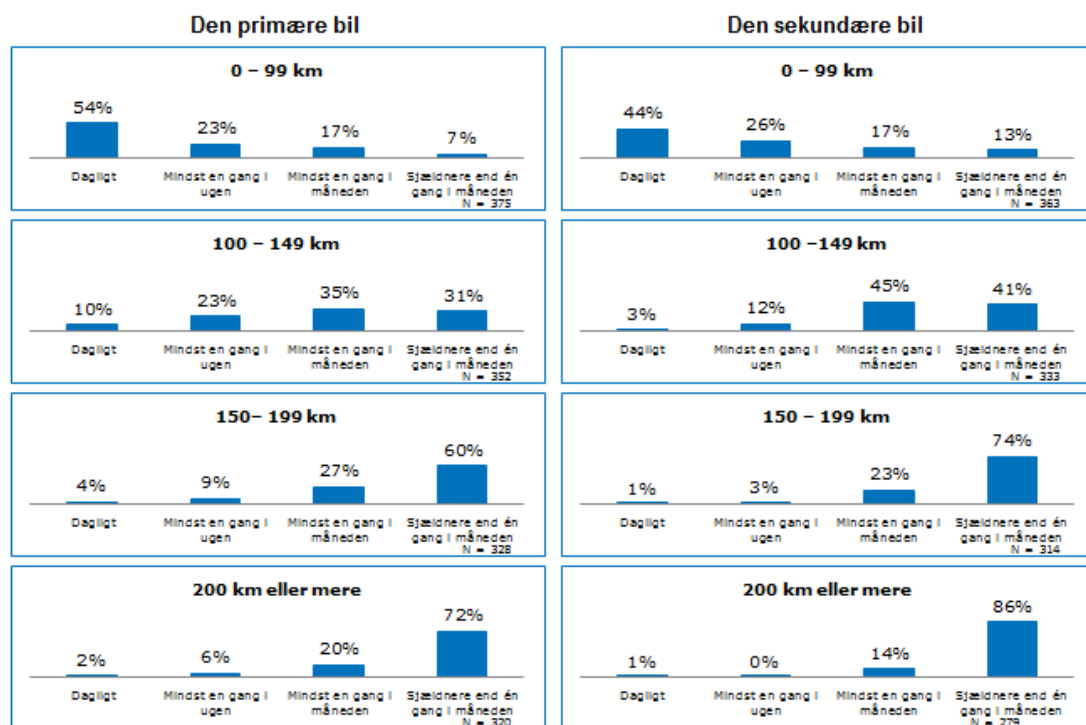 Den primære bil
0 – 99 km
54%
23%
17%
7%
Dagligt
Mindst en gang i
ugen
Mindst en gang i
måneden
Sjældnere end én
gang i måneden
N = 375
100 – 149 km
10%
23%
35%
31%
Dagligt
Mindst en gang i
ugen
Mindst en gang i
måneden
Sjældnere end én
gang i måneden
N = 352
150– 199 km
4%
9%
27%
60%
Dagligt
Mindst en gang i
ugen
Mindst en gang i
måneden
Sjældnere end én
gang i måneden
N = 328
200 km eller mere
2%
6%
20%
72%
Dagligt
Mindst en gang i
ugen
Mindst en gang i
måneden
Sjældnere end én
gang i måneden
N = 320
Den sekundære bil
0 – 99 km
44%
26%
17%
13%
Dagligt
Mindst en gang i
ugen
Mindst en gang i
måneden
Sjældnere end én
gang i måneden
N = 363
100 –149 km
3%
12%
45%
41%
Dagligt
Mindst en gang i
ugen
Mindst en gang i
måneden
Sjældnere end én
gang i måneden
N = 333
150 – 199 km
1%
3%
23%
74%
Dagligt
Mindst en gang i
ugen
Mindst en gang i
måneden
Sjældnere end én
gang i måneden
N = 314
200 km eller mere
1%
0%
14%
86%
Dagligt
Mindst en gang i
ugen
Mindst en gang i
måneden
Sjældnere end én
gang i måneden
N = 279